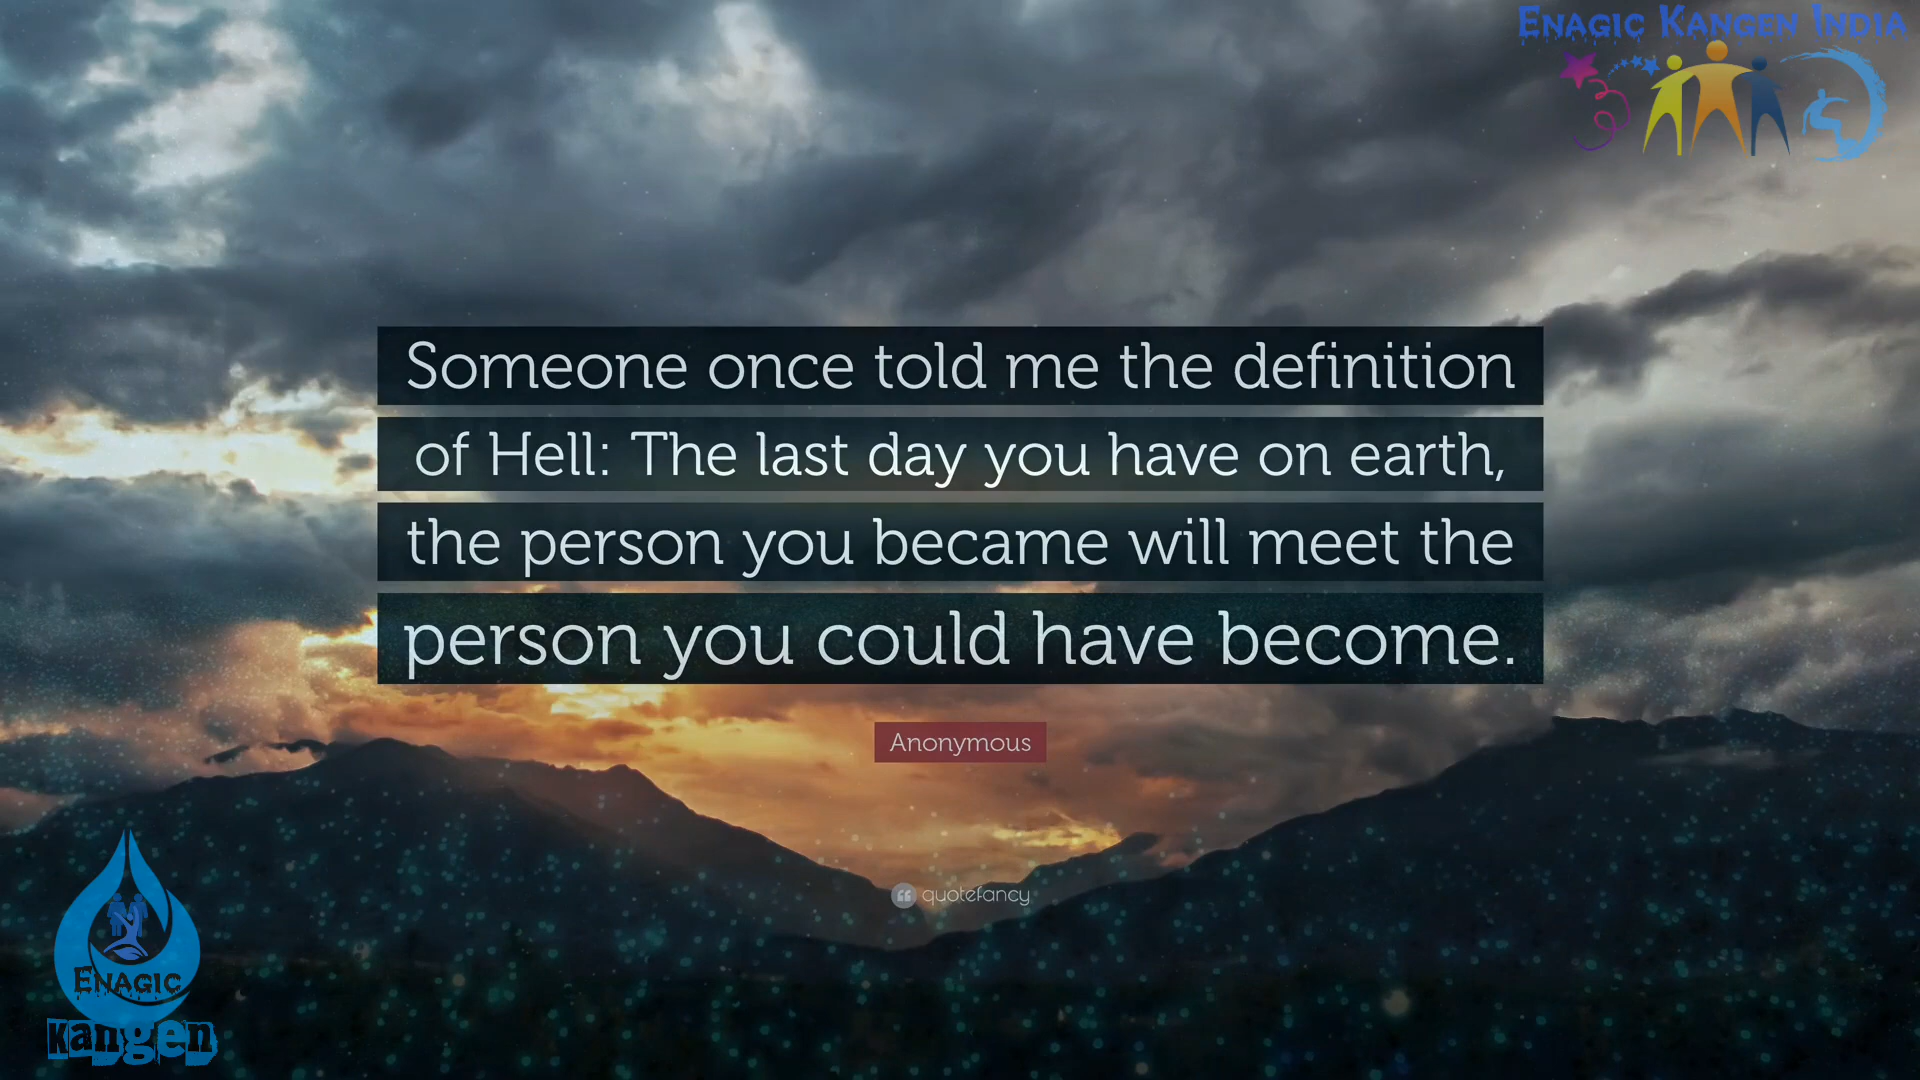 Enagic Kangen India
Someone once told me the definition
of Hell: The last day you have on earth,
the person you became will meet the
person you could have become.
Anonymous
quotefancy
Enagic
kangen